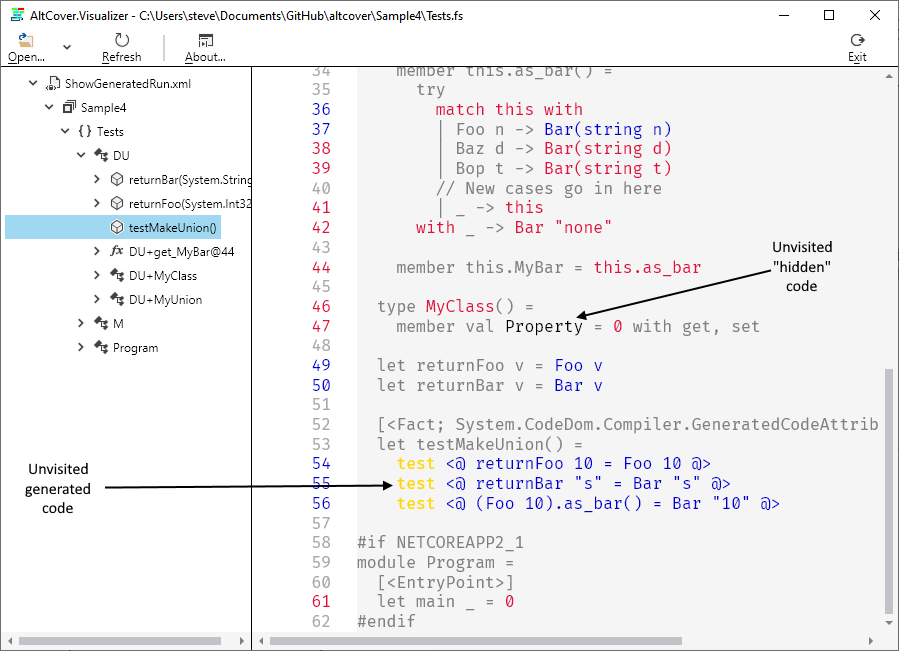 AltCover.Visualizer - C:\Users\steve\Documents\GitHub\altcover\Sample4\Tests.fs
Open... Refresh About... Exit
ShowGeneratedRun.xml
Sample4
{} Tests
DU
returnBar(System.String
returnFoo(System.Int32
testMakeUnion()
fx DU+get_MyBar@44
DU+MyClass
DU+MyUnion
M
Program
34 member this.as_bar() =
35 try
36 match this with
37 | Foo n -> Bar(string n)
38 | Baz d -> Bar(string d)
39 | Bop t -> Bar(string t)
40 // New cases go in here
41 | _ -> this
42 with _ -> Bar "none"
43
44 member this.MyBar = this.as_bar
45
46 type MyClass() =
47 member val Property = 0 with get, set
48
49 let returnFoo v = Foo v
50 let returnBar v = Bar v
51
52 [<Fact; System.CodeDom.Compiler.GeneratedCodeAttrib
53 let testMakeUnion() =
54 test <@ returnFoo 10 = Foo 10 @>
55 test <@ returnBar "s" = Bar "s" @>
56 test <@ (Foo 10).as_bar() = Bar "10" @>
57
58 #if NETCOREAPP2_1
59 module Program =
60 [<EntryPoint>]
61 let main _ = 0
62 #endif
Unvisited
"hidden"
code
Unvisited
generated
code